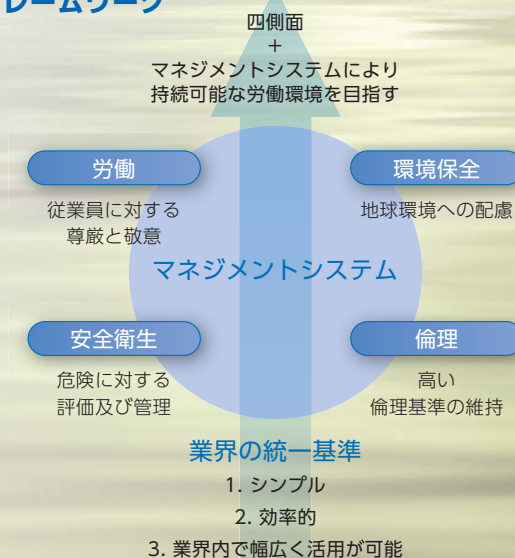 レームワーク
四側面
+
マネジメントシステムにより
持続可能な労働環境を目指す
労働
従業員に対する
尊厳と敬意
環境保全
地球環境への配慮
マネジメントシステム
安全衛生
危険に対する
評価及び管理
倫理
高い
倫理基準の維持
業界の統一基準
1. シンプル
2. 効率的
3. 業界内で幅広く活用が可能